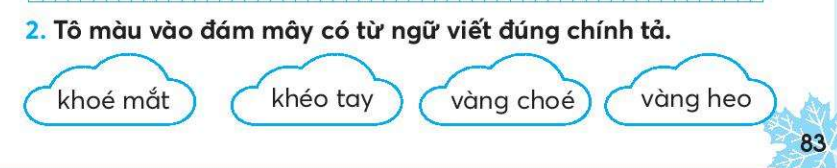 2. Tô màu vào đám mây có từ ngữ viết đúng chính tả.
khoé mắt khéo tay vàng choé vàng heo
83